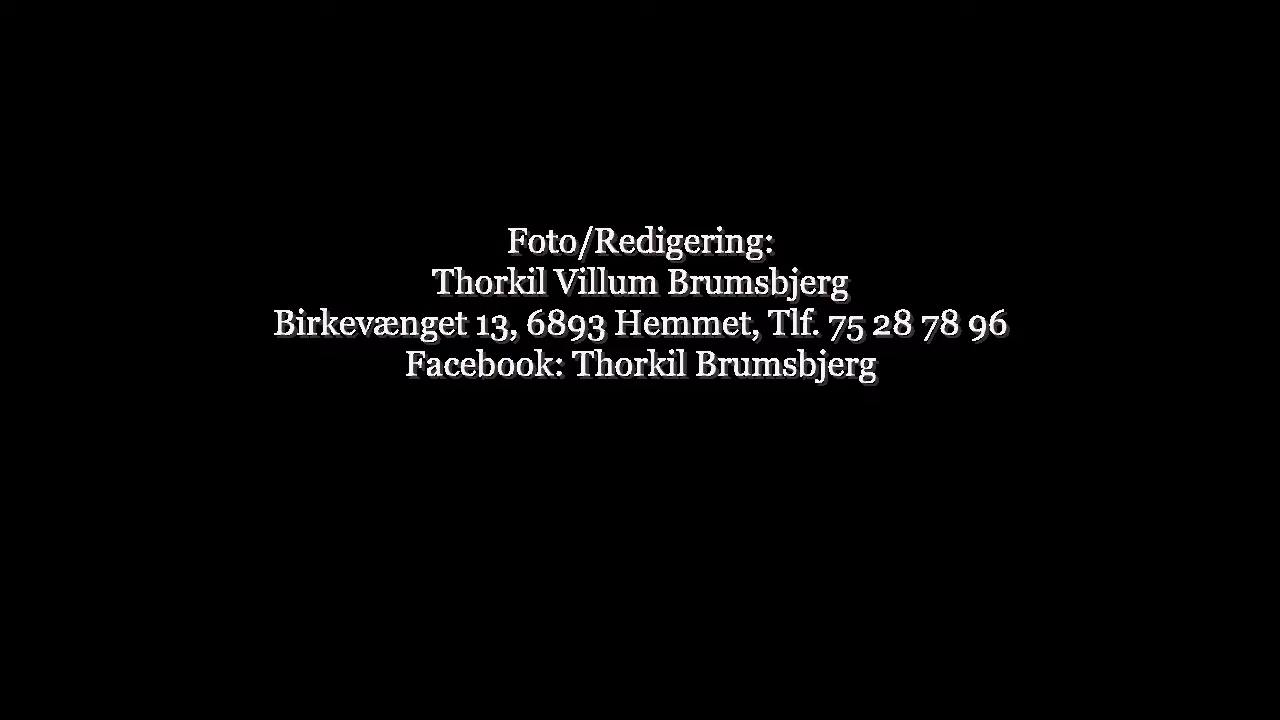 Foto/Redigering:
Thorkil Villum Brumsbjerg
Birkevænget 13, 6893 Hemmet, Tlf. 75 28 78 96
Facebook: Thorkil Brumsbjerg